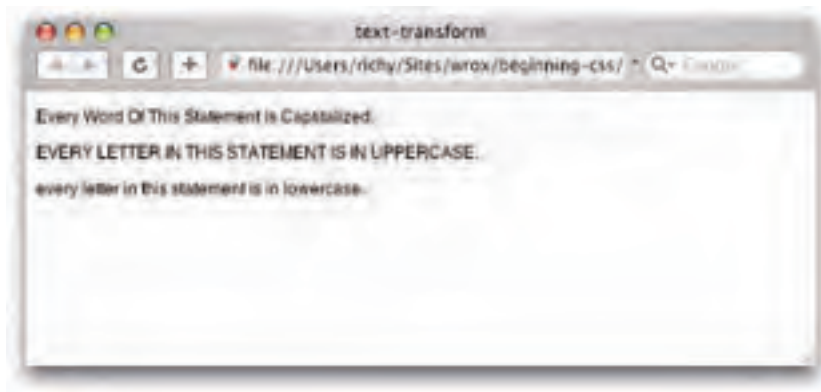 text-transform
file:///Users/richy/Sites/wrox/beginning-css/ Q
Every Word Of This Statement Is Capitalized.
EVERY LETTER IN THIS STATEMENT IS IN UPPERCASE.
every letter in this statement is in lowercase.